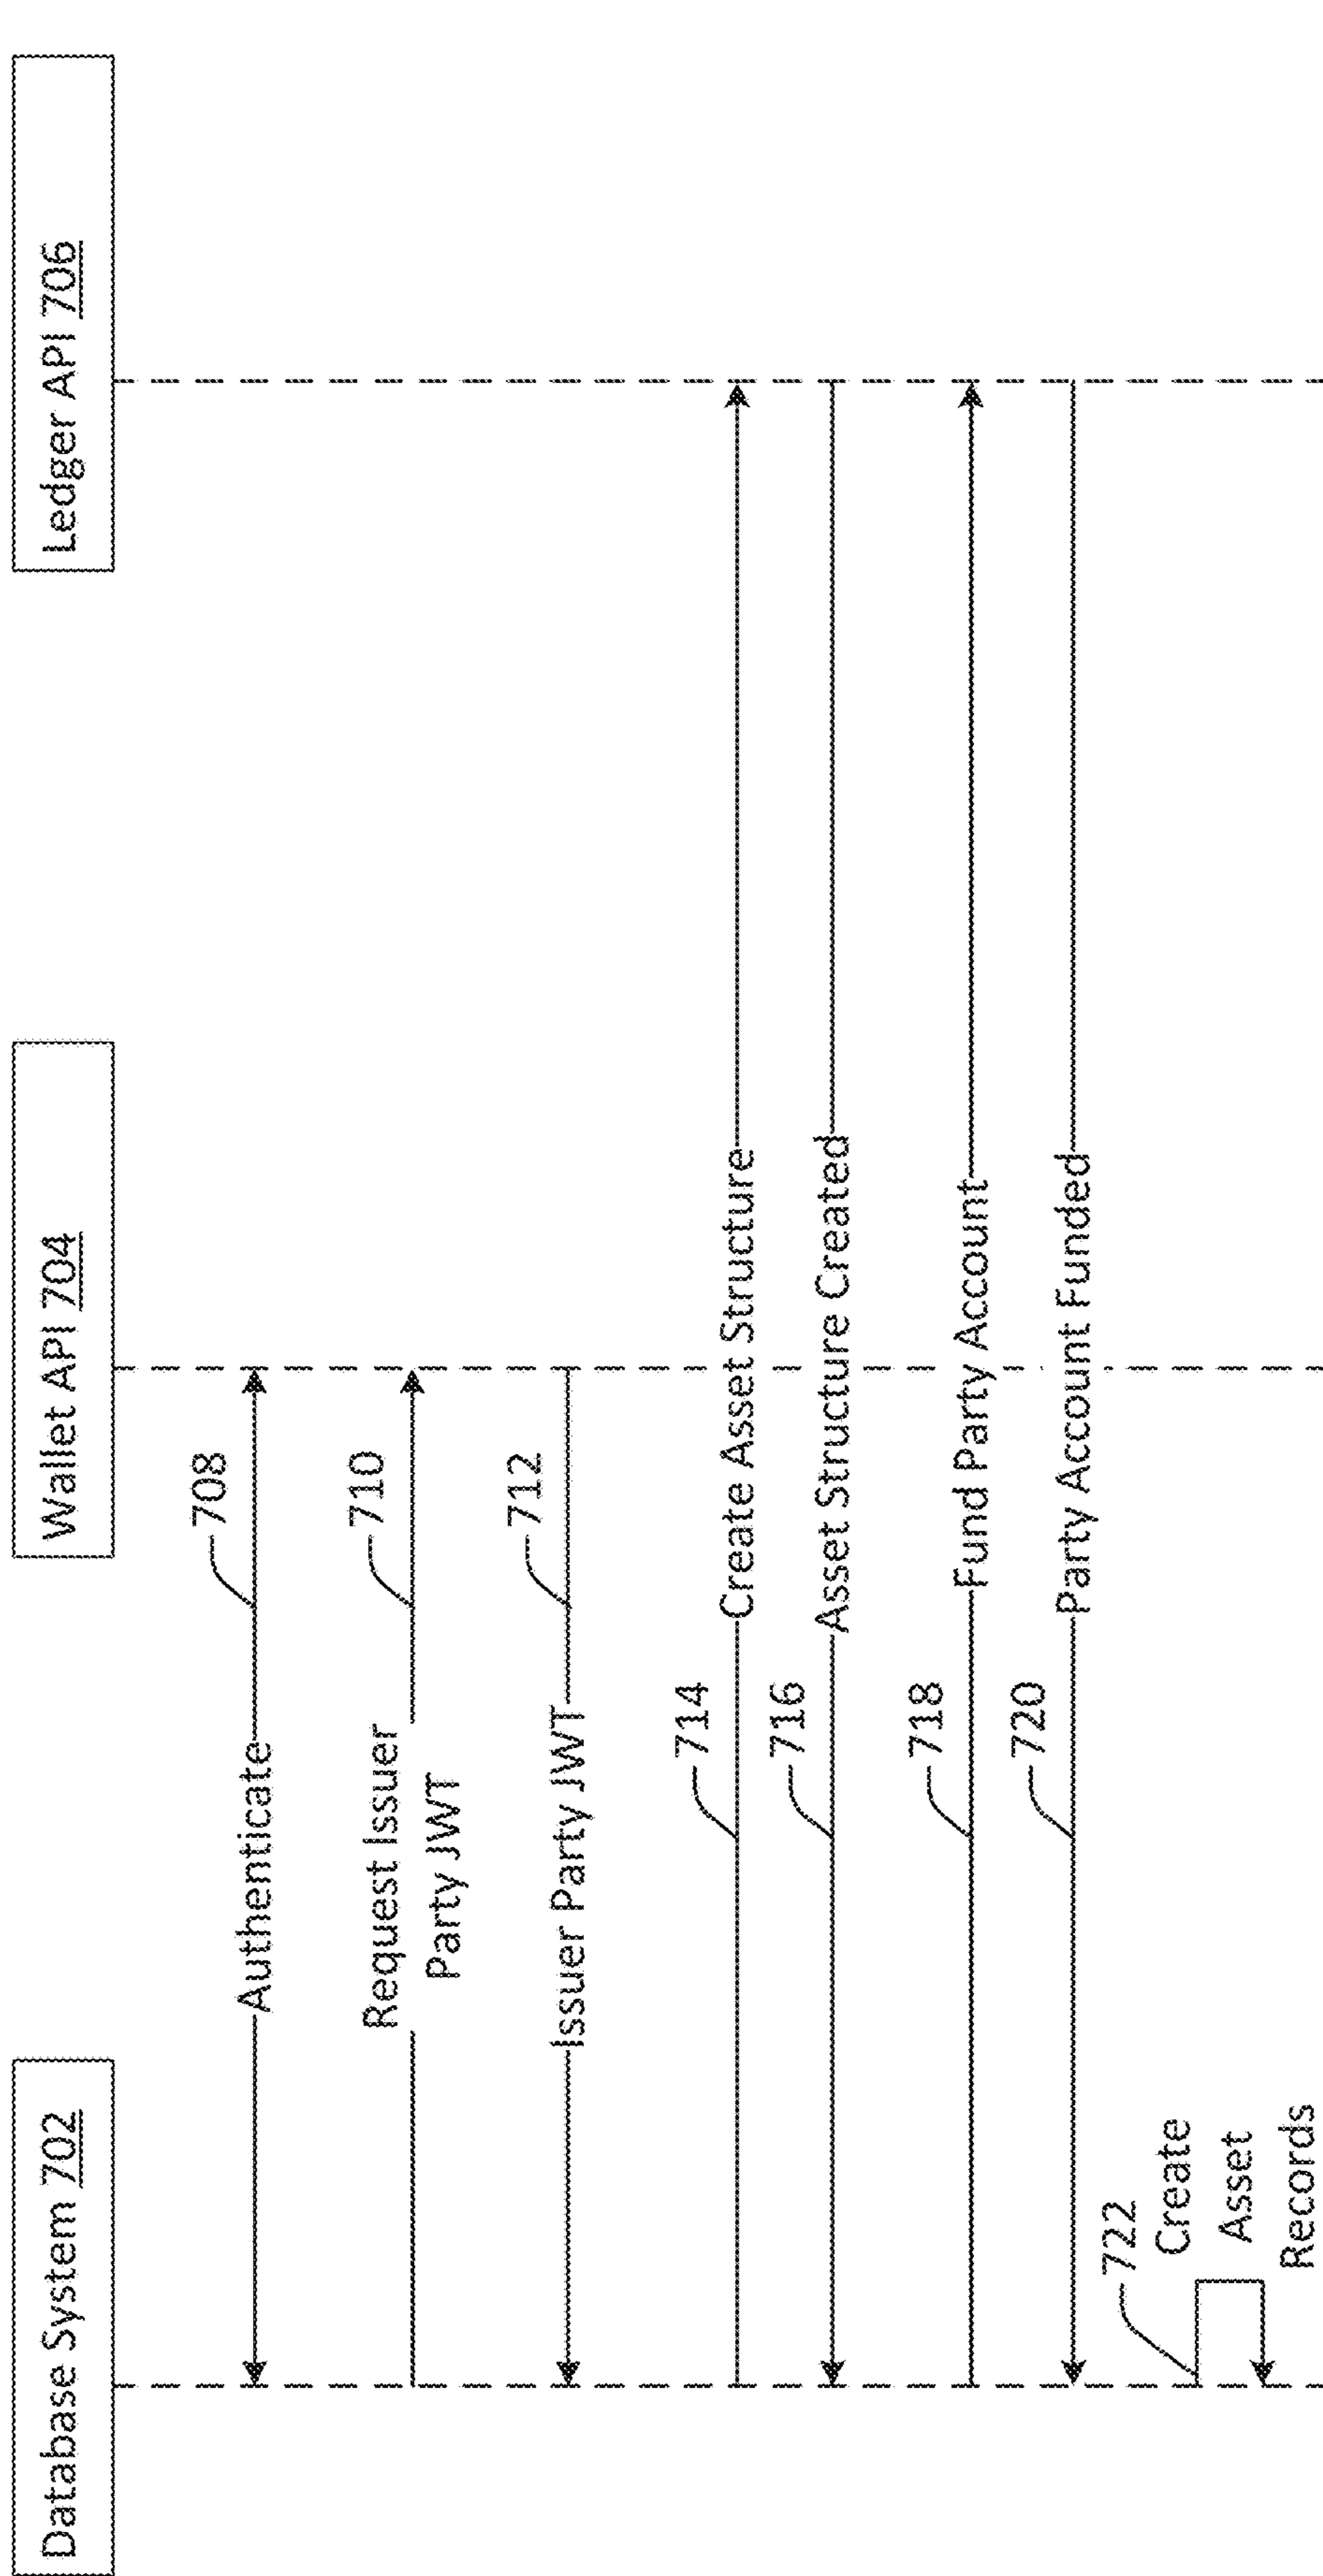 Database System 702
Wallet API 704
Ledger API 706
708
Authenticate
710
Request Issuer
Party JWT
712
Issuer Party JWT
714
Create Asset Structure
716
Asset Structure Created
718
Fund Party Account
720
Party Account Funded
722
Create
Asset
Records